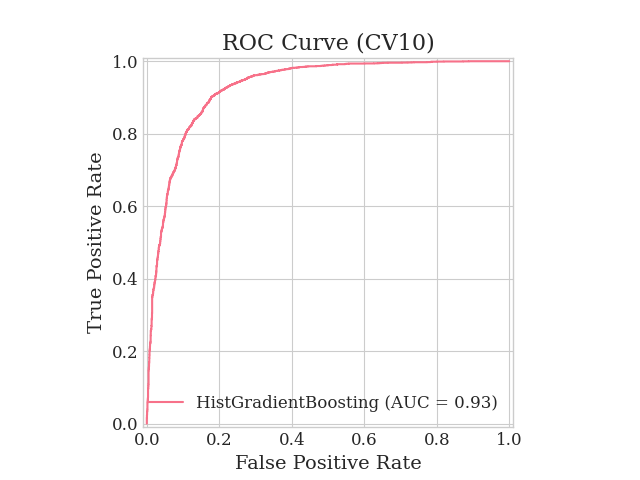 ROC Curve (CV10)
True Positive Rate
1.0
0.8
0.6
0.4
0.2
0.0
HistGradientBoosting (AUC = 0.93)
0.0 0.2 0.4 0.6 0.8 1.0
False Positive Rate